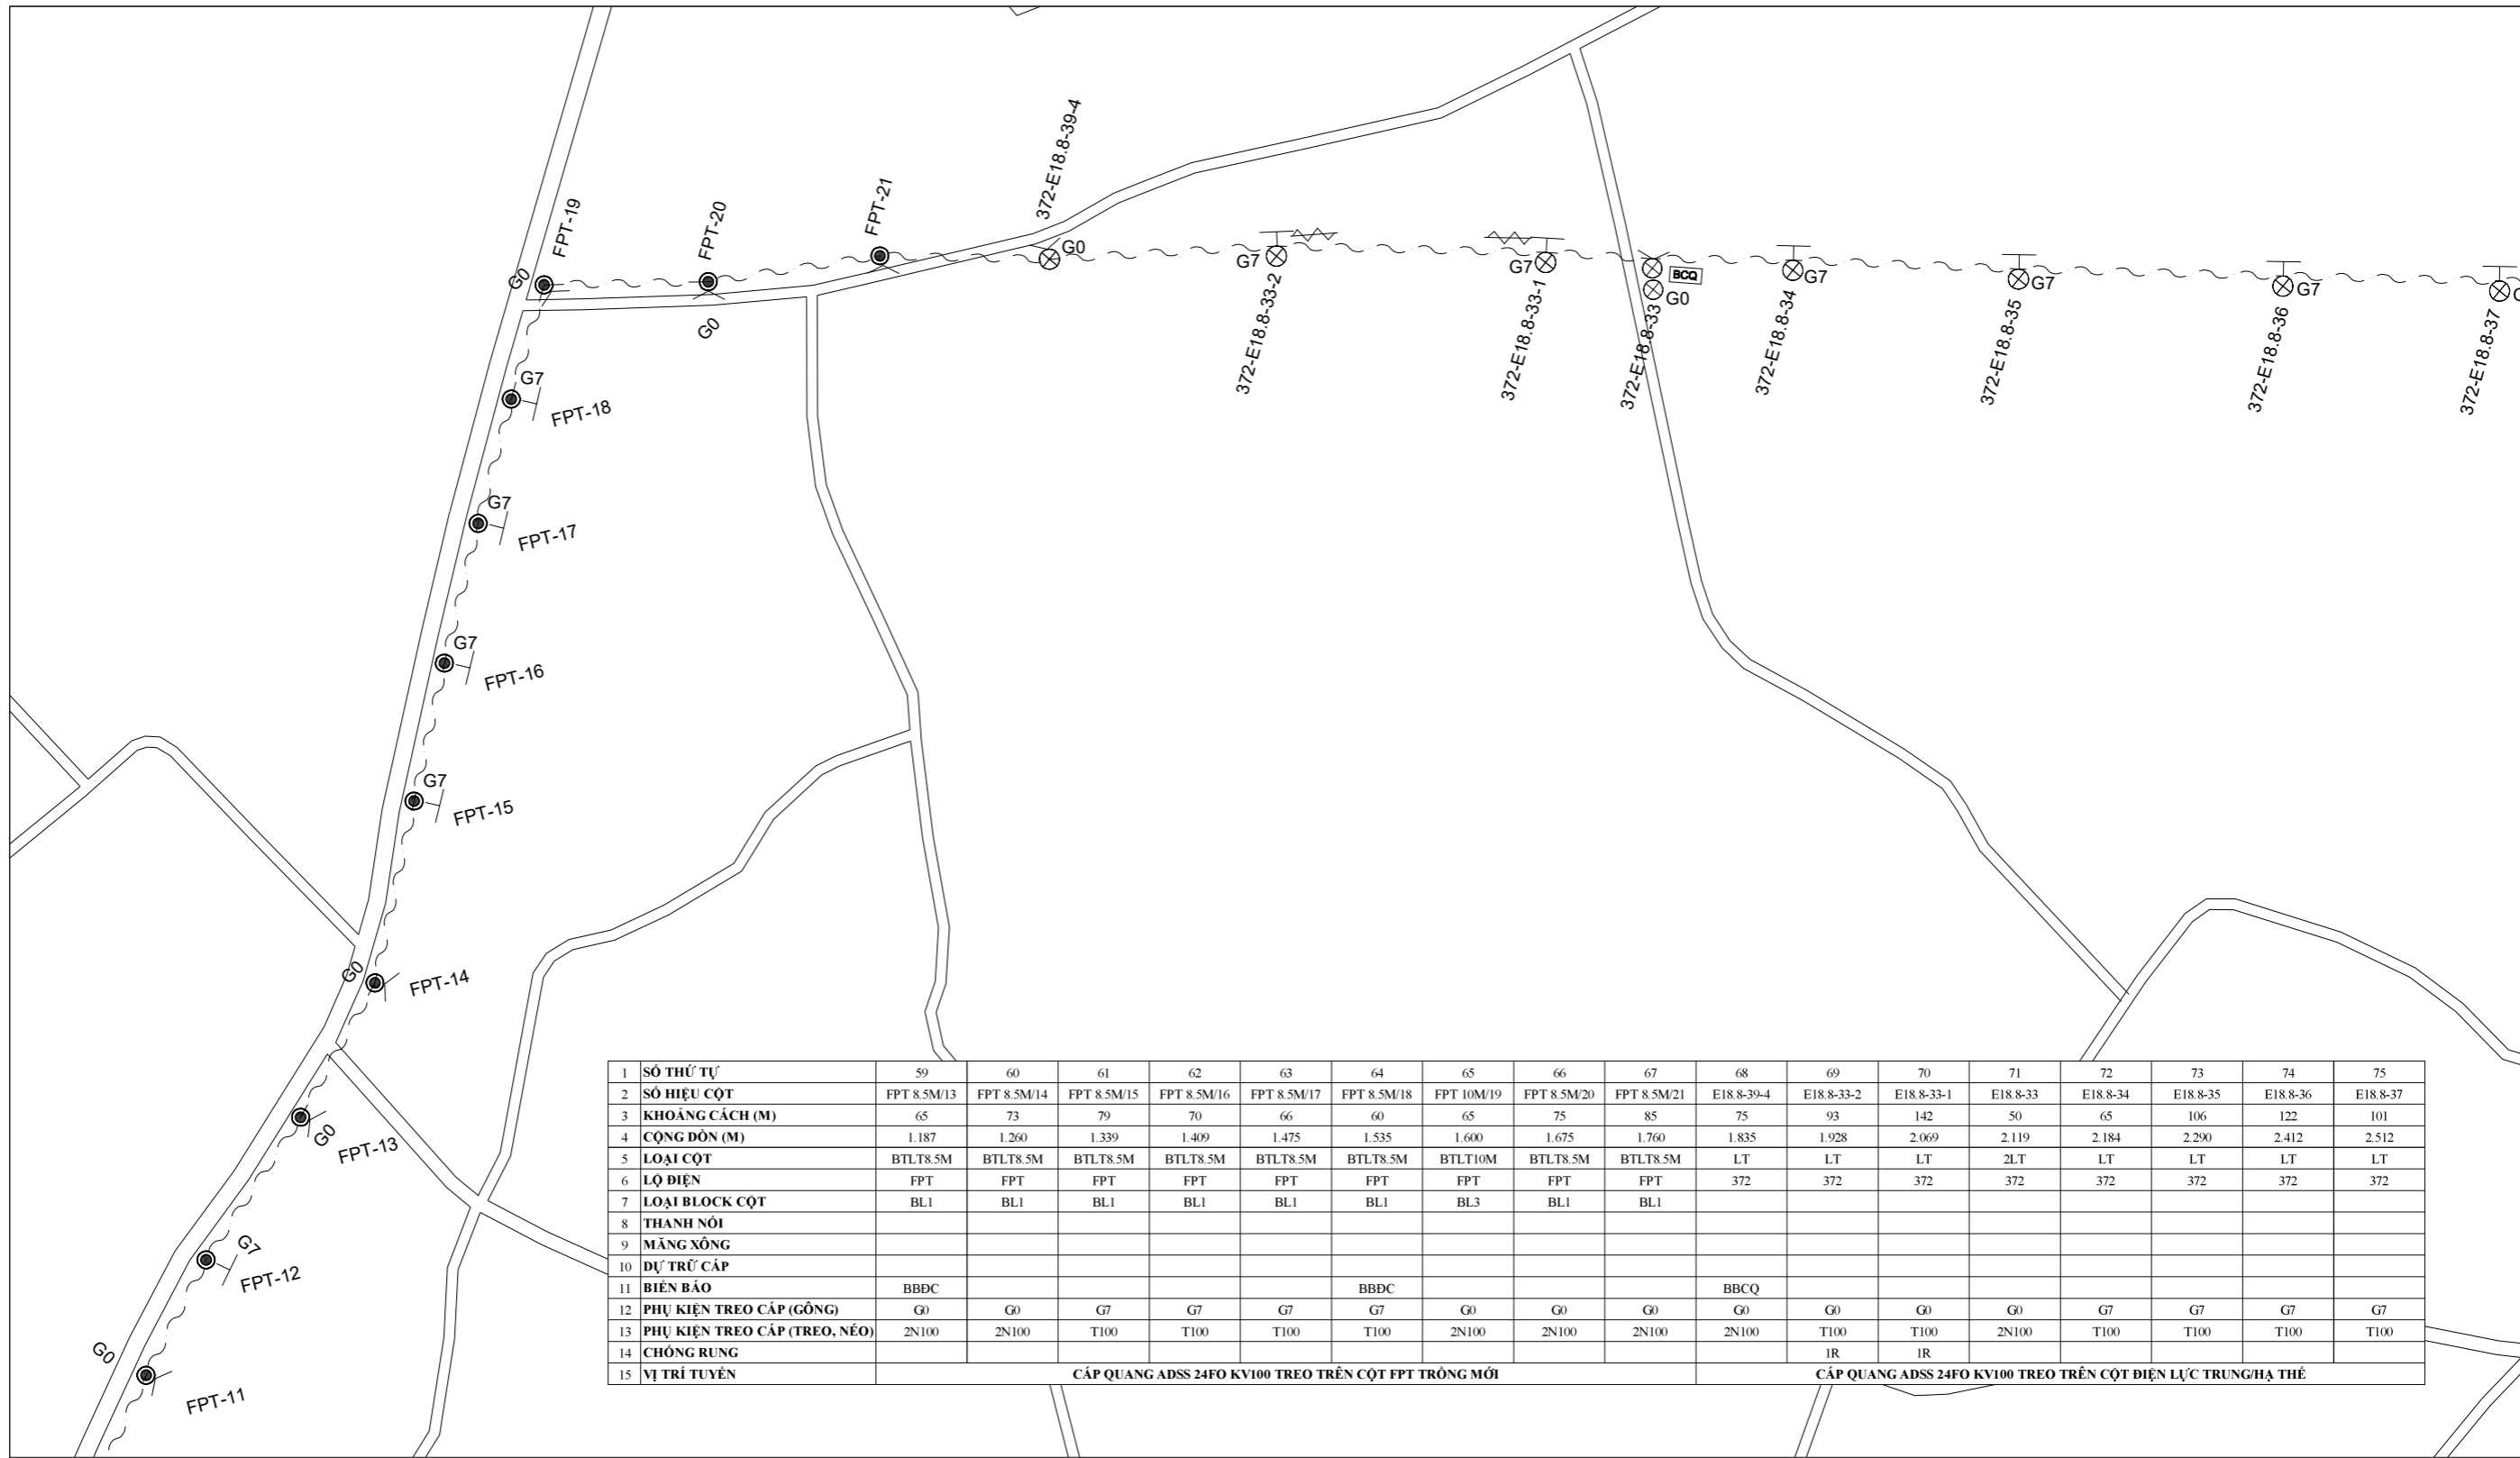 372-E18.8-39-4
FPT-19
FPT-20
FPT-21
G0
G0
G0
G7
G7
BCQ
G0
G7
G7
G7
372-E18.8-33-2
372-E18.8-33-1
372-E18.8-33
372-E18.8-34
372-E18.8-35
372-E18.8-36
372-E18.8-37
G7
FPT-18
G7
FPT-17
G7
FPT-16
G7
FPT-15
G0
FPT-14
G0
FPT-13
G7
FPT-12
G0
FPT-11
1 SỐ THỨ TỰ 59 60 61 62 63 64 65 66 67 68 69 70 71 72 73 74 75
2 SỐ HIỆU CỘT FPT 8.5M/13 FPT 8.5M/14 FPT 8.5M/15 FPT 8.5M/16 FPT 8.5M/17 FPT 8.5M/18 FPT 10M/19 FPT 8.5M/20 FPT 8.5M/21 E18.8-39-4 E18.8-33-2 E18.8-33-1 E18.8-33 E18.8-34 E18.8-35 E18.8-36 E18.8-37
3 KHOẢNG CÁCH (M) 65 73 79 70 66 60 65 75 85 75 93 142 50 65 106 122 101
4 CỘNG DỒN (M) 1.187 1.260 1.339 1.409 1.475 1.535 1.600 1.675 1.760 1.835 1.928 2.069 2.119 2.184 2.290 2.412 2.512
5 LOẠI CỘT BTLT8.5M BTLT8.5M BTLT8.5M BTLT8.5M BTLT8.5M BTLT8.5M BTLT10M BTLT8.5M BTLT8.5M LT LT LT 2LT LT LT LT LT
6 LỘ ĐIỆN FPT FPT FPT FPT FPT FPT FPT FPT FPT 372 372 372 372 372 372 372 372
7 LOẠI BLOCK CỘT BL1 BL1 BL1 BL1 BL1 BL1 BL3 BL1 BL1
8 THANH NỐI
9 MĂNG XÔNG
10 DỰ TRỮ CÁP
11 BIỂN BÁO BBĐC BBĐC BBCQ
12 PHỤ KIỆN TREO CÁP (GÔNG) G0 G0 G7 G7 G7 G7 G0 G0 G0 G0 G0 G0 G0 G7 G7 G7 G7
13 PHỤ KIỆN TREO CÁP (TREO, NÉO) 2N100 2N100 T100 T100 T100 T100 2N100 2N100 2N100 2N100 T100 T100 2N100 T100 T100 T100 T100
14 CHỐNG RUNG 1R 1R
15 VỊ TRÍ TUYẾN CÁP QUANG ADSS 24FO KV100 TREO TRÊN CỘT FPT TRỒNG MỚI CÁP QUANG ADSS 24FO KV100 TREO TRÊN CỘT ĐIỆN LỰC TRUNG/HẠ THẾ